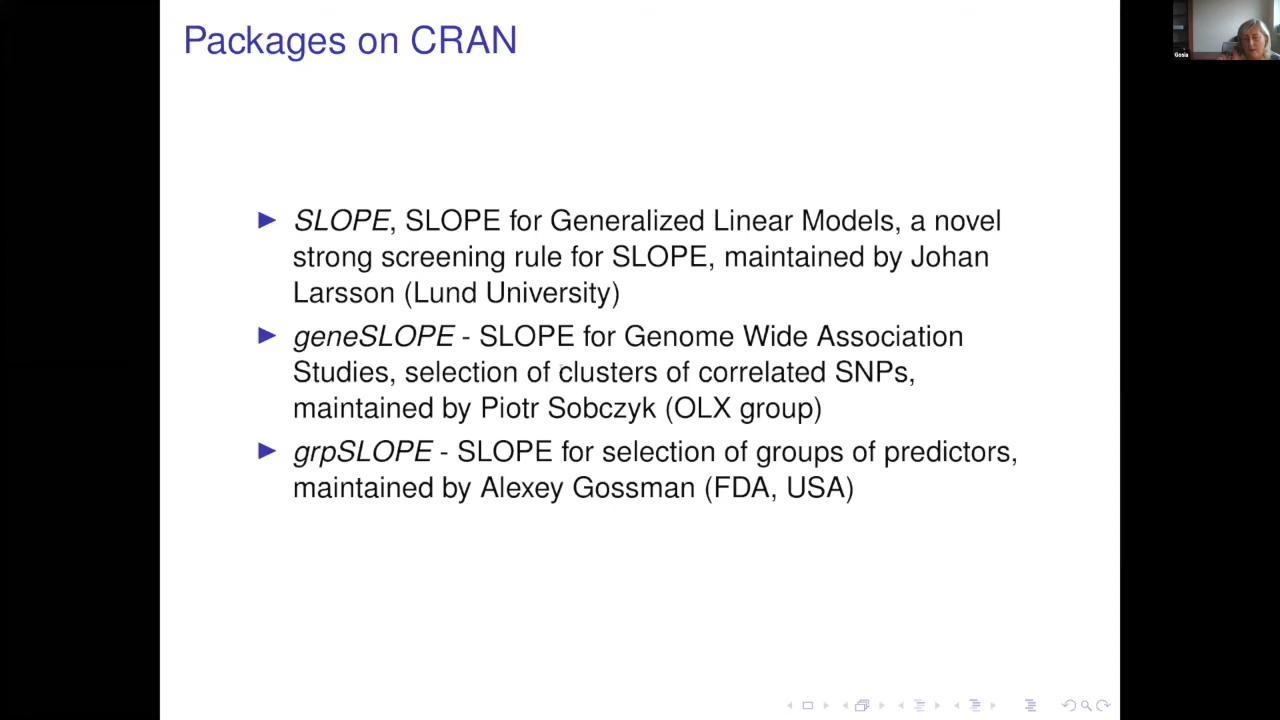 Packages on CRAN
Gosia
▶ SLOPE, SLOPE for Generalized Linear Models, a novel
strong screening rule for SLOPE, maintained by Johan
Larsson (Lund University)
▶ geneSLOPE - SLOPE for Genome Wide Association
Studies, selection of clusters of correlated SNPs,
maintained by Piotr Sobczyk (OLX group)
▶ grpSLOPE - SLOPE for selection of groups of predictors,
maintained by Alexey Gossman (FDA, USA)